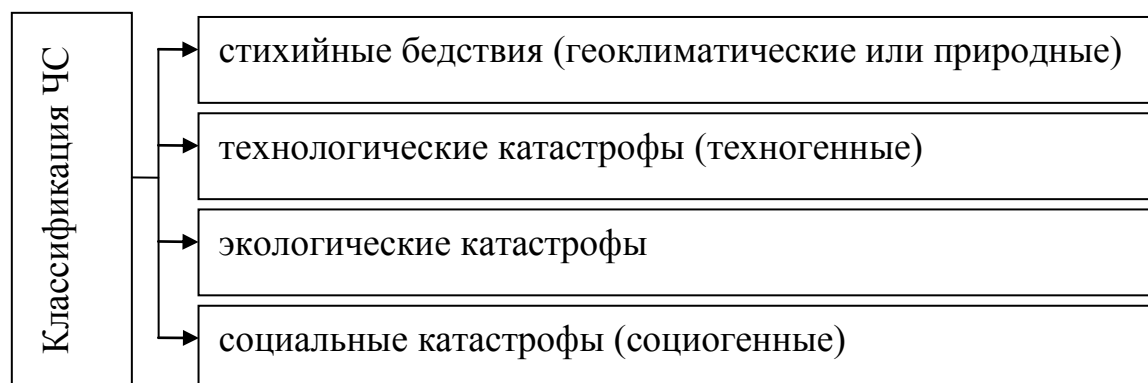 Классификация ЧС
стихийные бедствия (геоклиматические или природные)
технологические катастрофы (техногенные)
экологические катастрофы
социальные катастрофы (социогенные)